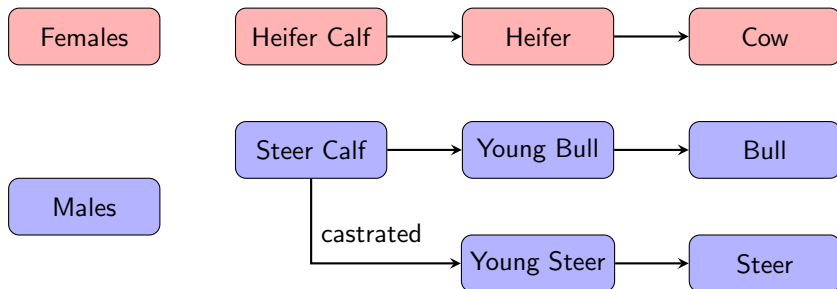 Females
Heifer Calf
Heifer
Cow
Steer Calf
Young Bull
Bull
Males
castrated
Young Steer
Steer